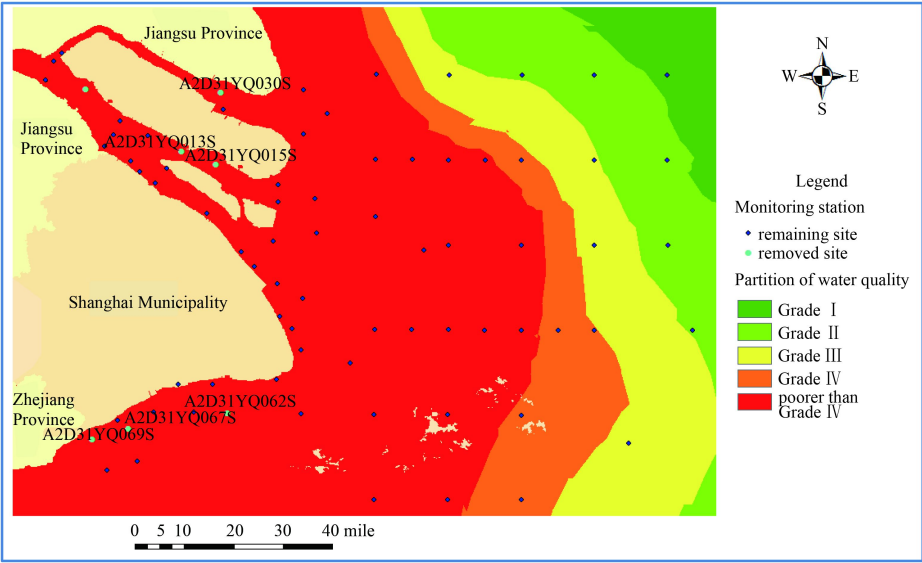 Jiangsu Province
N
W E
S
A2D31YQ030S
Jiangsu
Province
A2D31YQ013S
A2D31YQ015S
Shanghai Municipality
Zhejiang
Province
A2D31YQ062S
A2D31YQ067S
A2D31YQ069S
0 5 10 20 30 40 mile
Legend
Monitoring station
remaining site
removed site
Partition of water quality
Grade Ⅰ
Grade Ⅱ
Grade Ⅲ
Grade Ⅳ
poorer than
Grade Ⅳ